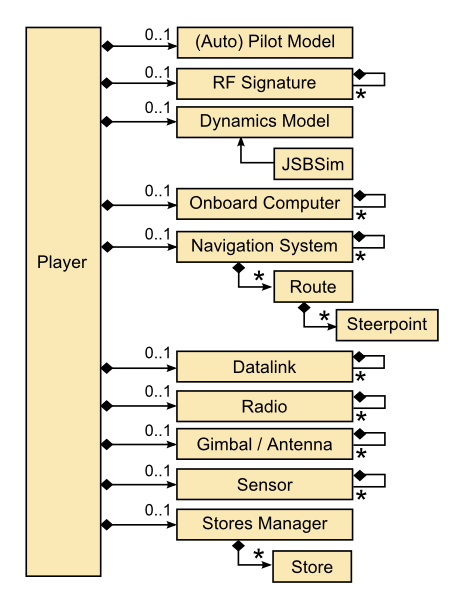 0..1
(Auto) Pilot Model
0..1
RF Signature
*
0..1
Dynamics Model
JSBSim
0..1
Onboard Computer
*
0..1
Navigation System
*
Player
*
Route
*
Steerpoint
0..1
Datalink
*
0..1
Radio
*
0..1
Gimbal / Antenna
*
0..1
Sensor
*
0..1
Stores Manager
*
Store